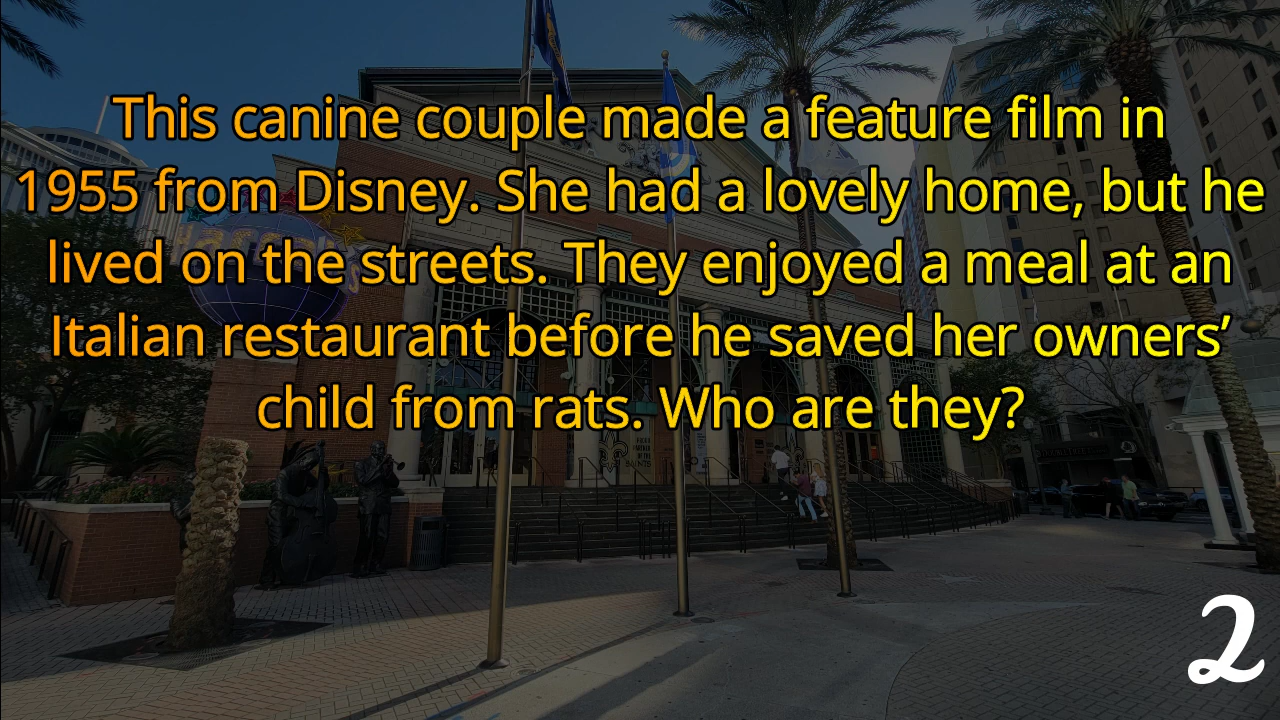 This canine couple made a feature film in
1955 from Disney. She had a lovely home, but he
lived on the streets. They enjoyed a meal at an
Italian restaurant before he saved her owners’
child from rats. Who are they?
2